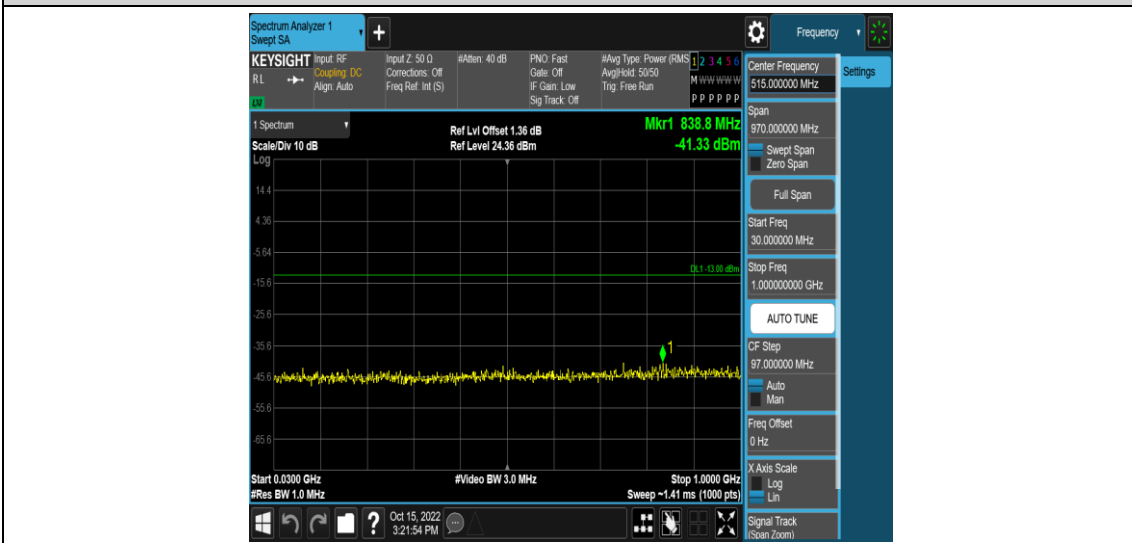 Spectrum Analyzer 1
Swept SA
+
Frequency
KEYSIGHT
RL
LW
Input: RF
Coupling: DC
Align: Auto
Input Z: 50 Ω
Corrections: Off
Freq Ref: Int (S)
#Atten: 40 dB
PNO: Fast
Gate: Off
IF Gain: Low
Sig Track: Off
#Avg Type: Power (RMS
Avg|Hold: 50/50
Trig: Free Run
1 2 3 4 5 6
M W W W W W
P P P P P P
1 Spectrum
Scale/Div 10 dB
Log
Ref Lvl Offset 1.36 dB
Ref Level 24.36 dBm
Mkr1 838.8 MHz
-41.33 dBm
14.4
4.36
-5.64
DL1 -13.00 dBm
-15.6
-25.6
-35.6
1
-45.6
-55.6
-65.6
Start 0.0300 GHz
#Res BW 1.0 MHz
#Video BW 3.0 MHz
Stop 1.0000 GHz
Sweep ~1.41 ms (1000 pts)
Center Frequency
515.000000 MHz
Settings
Span
970.000000 MHz
Swept Span
Zero Span
Full Span
Start Freq
30.000000 MHz
Stop Freq
1.000000000 GHz
AUTO TUNE
CF Step
97.000000 MHz
Auto
Man
Freq Offset
0 Hz
X Axis Scale
Log
Lin
Signal Track
(Span Zoom)
?
Oct 15, 2022
3:21:54 PM